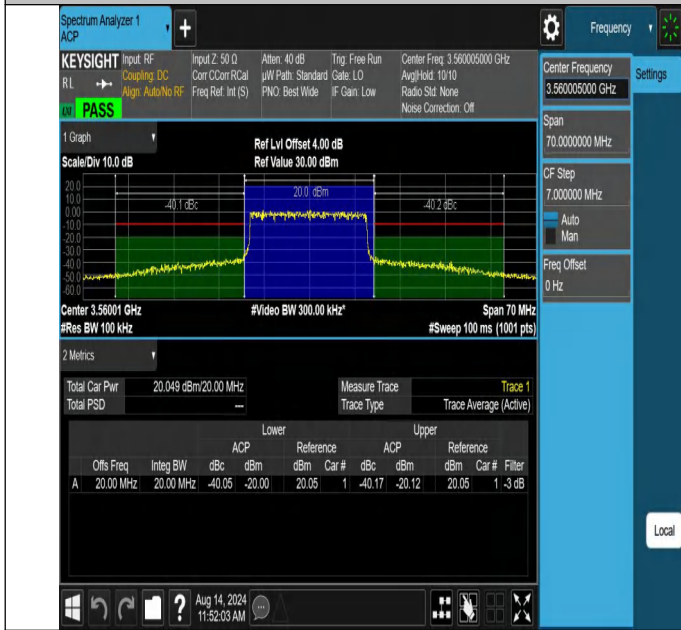 Spectrum Analyzer 1
ACP
+
Frequency
KEYSIGHT
RL
PASS
Input: RF
Coupling: DC
Align: Auto/No RF
Input Z: 50 Ω
Corr CCorr RCal
Freq Ref: Int (S)
Atten: 40 dB
µW Path: Standard
PNO: Best Wide
Trig: Free Run
Gate: LO
IF Gain: Low
Center Freq: 3.560005000 GHz
Avg|Hold: 10/10
Radio Std: None
Noise Correction: Off
Center Frequency
3.560005000 GHz
Settings
Span
70.0000000 MHz
CF Step
7.000000 MHz
Auto
Man
Freq Offset
0 Hz
1 Graph
Scale/Div 10.0 dB
Ref Lvl Offset 4.00 dB
Ref Value 30.00 dBm
20.0
10.0
0.00
-10.0
-20.0
-30.0
-40.0
-50.0
-60.0
-40.1 dBc
20.0 dBm
-40.2 dBc
Center 3.56001 GHz
#Video BW 300.00 kHz*
Span 70 MHz
#Res BW 100 kHz
#Sweep 100 ms (1001 pts)
2 Metrics
Total Car Pwr 20.049 dBm/20.00 MHz
Total PSD ---
Measure Trace Trace 1
Trace Type Trace Average (Active)
Lower Upper
ACP Reference ACP Reference
Offs Freq Integ BW dBc dBm dBm Car # dBc dBm dBm Car # Filter
A 20.00 MHz 20.00 MHz -40.05 -20.00 20.05 1 -40.17 -20.12 20.05 1 -3 dB
Local
?
Aug 14, 2024
11:52:03 AM